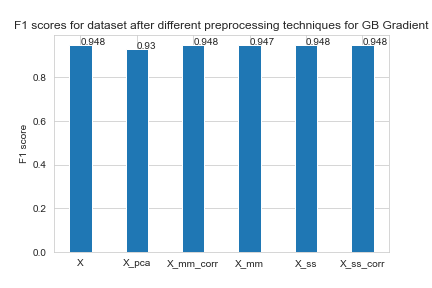 F1 scores for dataset after different preprocessing techniques for GB Gradient
0.948 0.93 0.948 0.947 0.948 0.948
0.8
0.6
0.4
0.2
0.0
F1 score
X X_pca X_mm_corr X_mm X_ss X_ss_corr